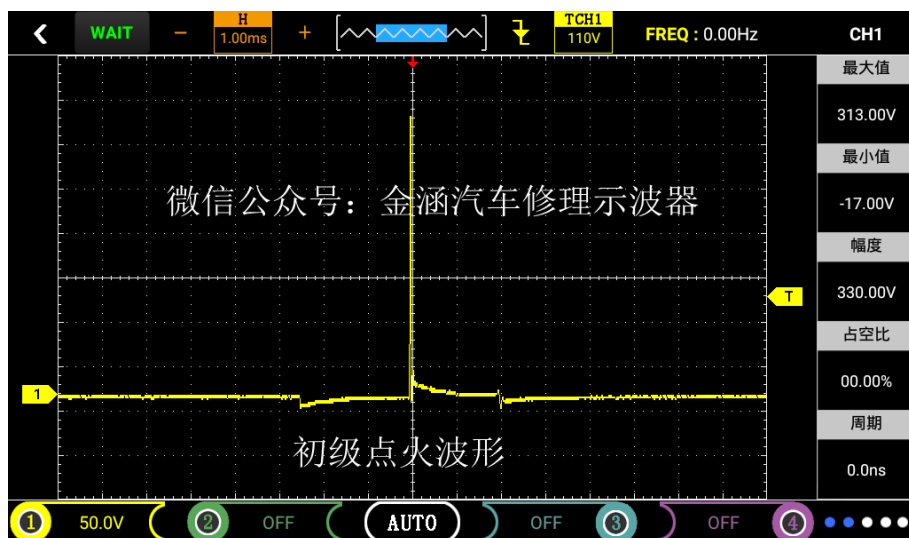 WAIT
H
1.00ms
TCH1
110V
FREQ : 0.00Hz
CH1
最大值
313.00V
最小值
-17.00V
幅度
330.00V
占空比
00.00%
周期
0.0ns
微信公众号：金涵汽车修理示波器
T
1
初级点火波形
1
50.0V
2
OFF
AUTO
OFF
3
OFF
4